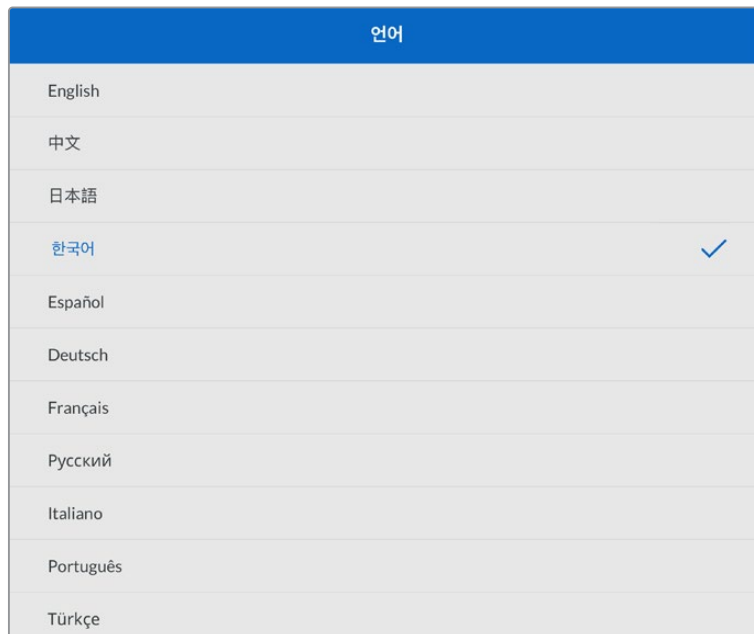 언어
English
中文
日本語
한국어
Español
Deutsch
Français
Русский
Italiano
Português
Türkçe